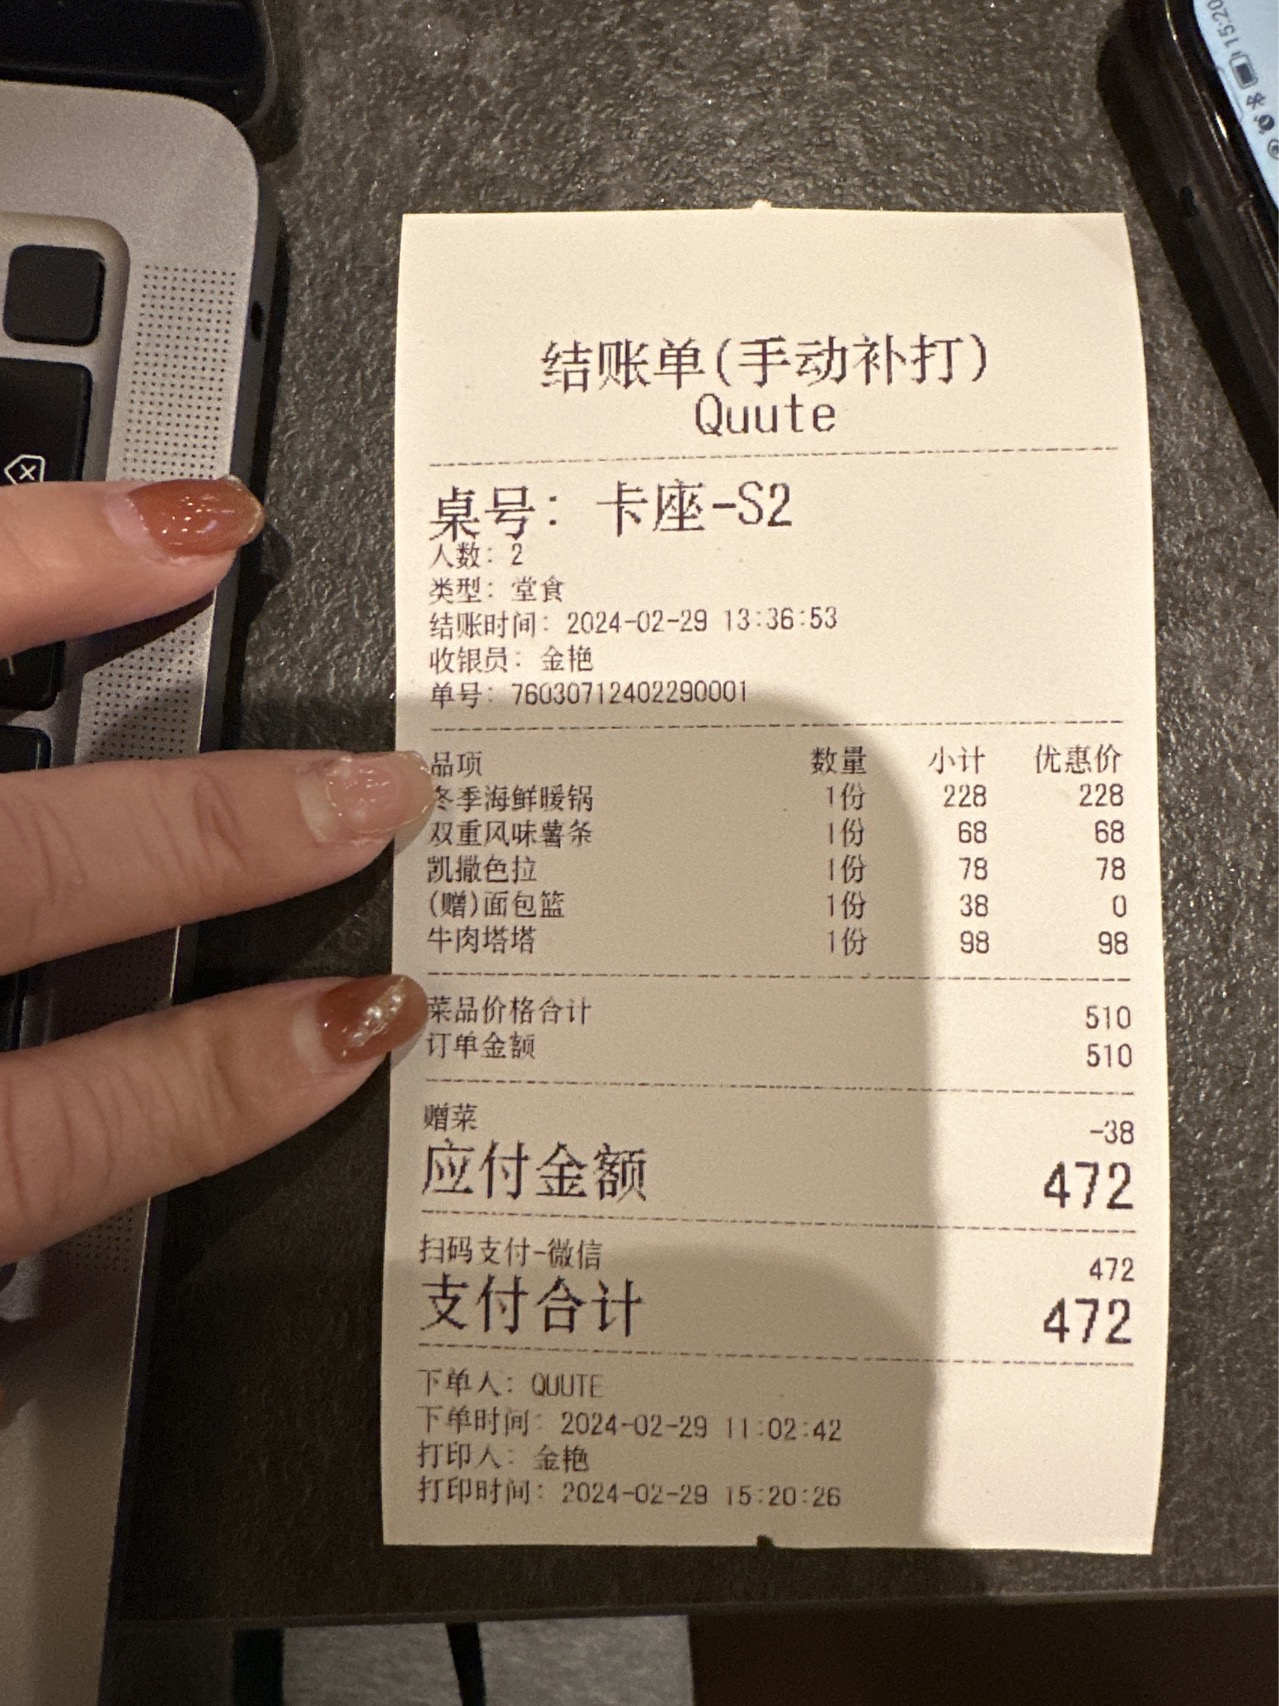 15:20
结账单(手动补打)
Quute
桌号: 卡座-S2
人数: 2
类型: 堂食
结账时间: 2024-02-29 13:36:53
收银员: 金艳
单号: 76030712402290001
品项 数量 小计 优惠价
冬季海鲜暖锅 1份 228 228
双重风味薯条 1份 68 68
凯撒色拉 1份 78 78
(赠)面包篮 1份 38 0
牛肉塔塔 1份 98 98
菜品价格合计 510
订单金额 510
赠菜 -38
应付金额 472
扫码支付-微信 472
支付合计 472
下单人: QUUTE
下单时间: 2024-02-29 11:02:42
打印人: 金艳
打印时间: 2024-02-29 15:20:26